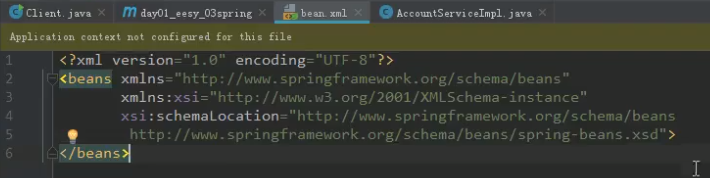 Client.java day01_eesy_03spring bean.xml AccountServiceImpl.java
Application context not configured for this file
1 <?xml version="1.0" encoding="UTF-8"?>
2 <beans xmlns="http://www.springframework.org/schema/beans"
3 xmlns:xsi="http://www.w3.org/2001/XMLSchema-instance"
4 xsi:schemaLocation="http://www.springframework.org/schema/beans
5 http://www.springframework.org/schema/beans/spring-beans.xsd">
6 </beans>